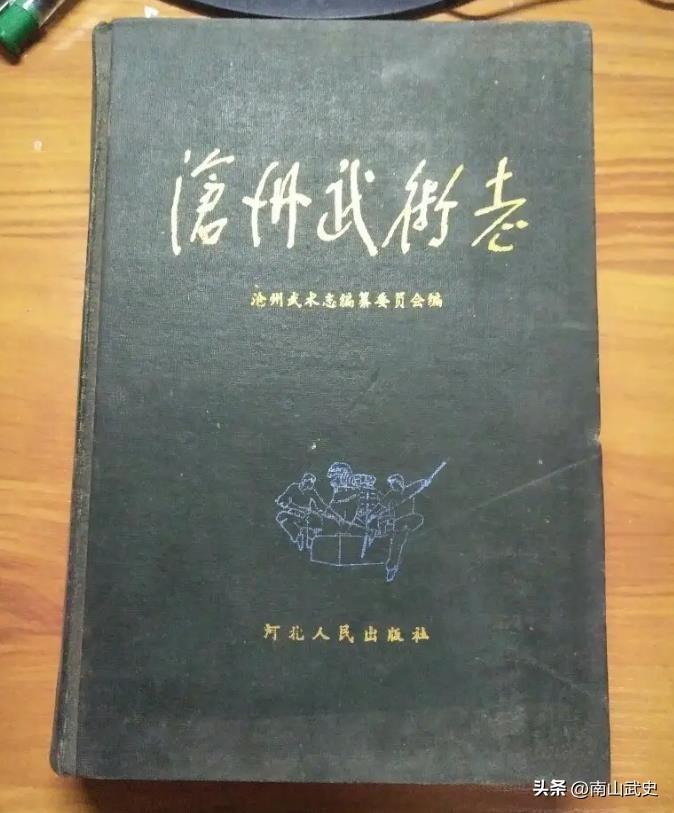 滄州武術志
沧州武术志编纂委员会编
河北人民出版社
头条 @南山武史